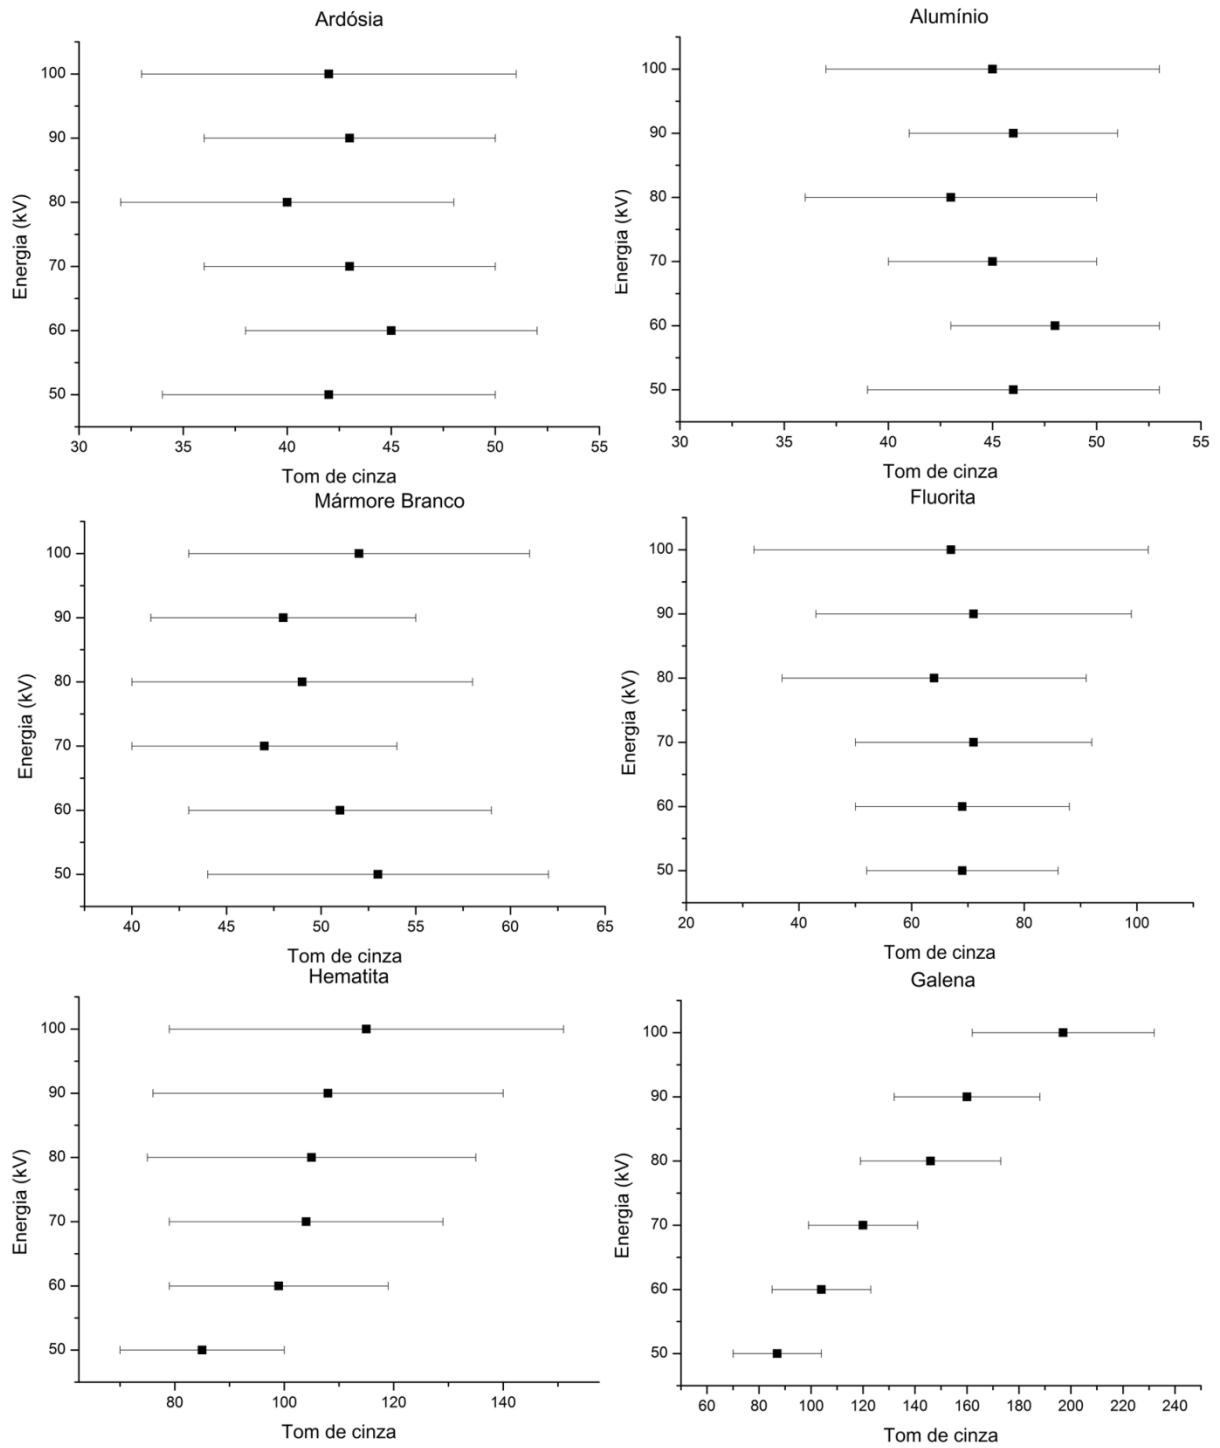 Ardósia
Energia (kV)
100
90
80
70
60
50
30 35 40 45 50 55
Tom de cinza
Alumínio
Energia (kV)
100
90
80
70
60
50
30 35 40 45 50 55
Tom de cinza
Mármore Branco
Energia (kV)
100
90
80
70
60
50
40 45 50 55 60 65
Tom de cinza
Fluorita
Energia (kV)
100
90
80
70
60
50
20 40 60 80 100
Tom de cinza
Hematita
Energia (kV)
100
90
80
70
60
50
80 100 120 140
Tom de cinza
Galena
Energia (kV)
100
90
80
70
60
50
60 80 100 120 140 160 180 200 220 240
Tom de cinza